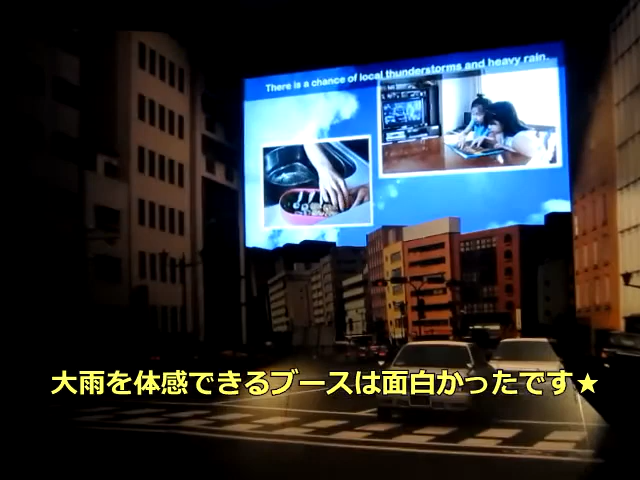 There is a chance of local thunderstorms and heavy rain.
大雨を体感できるブースは面白かったです★